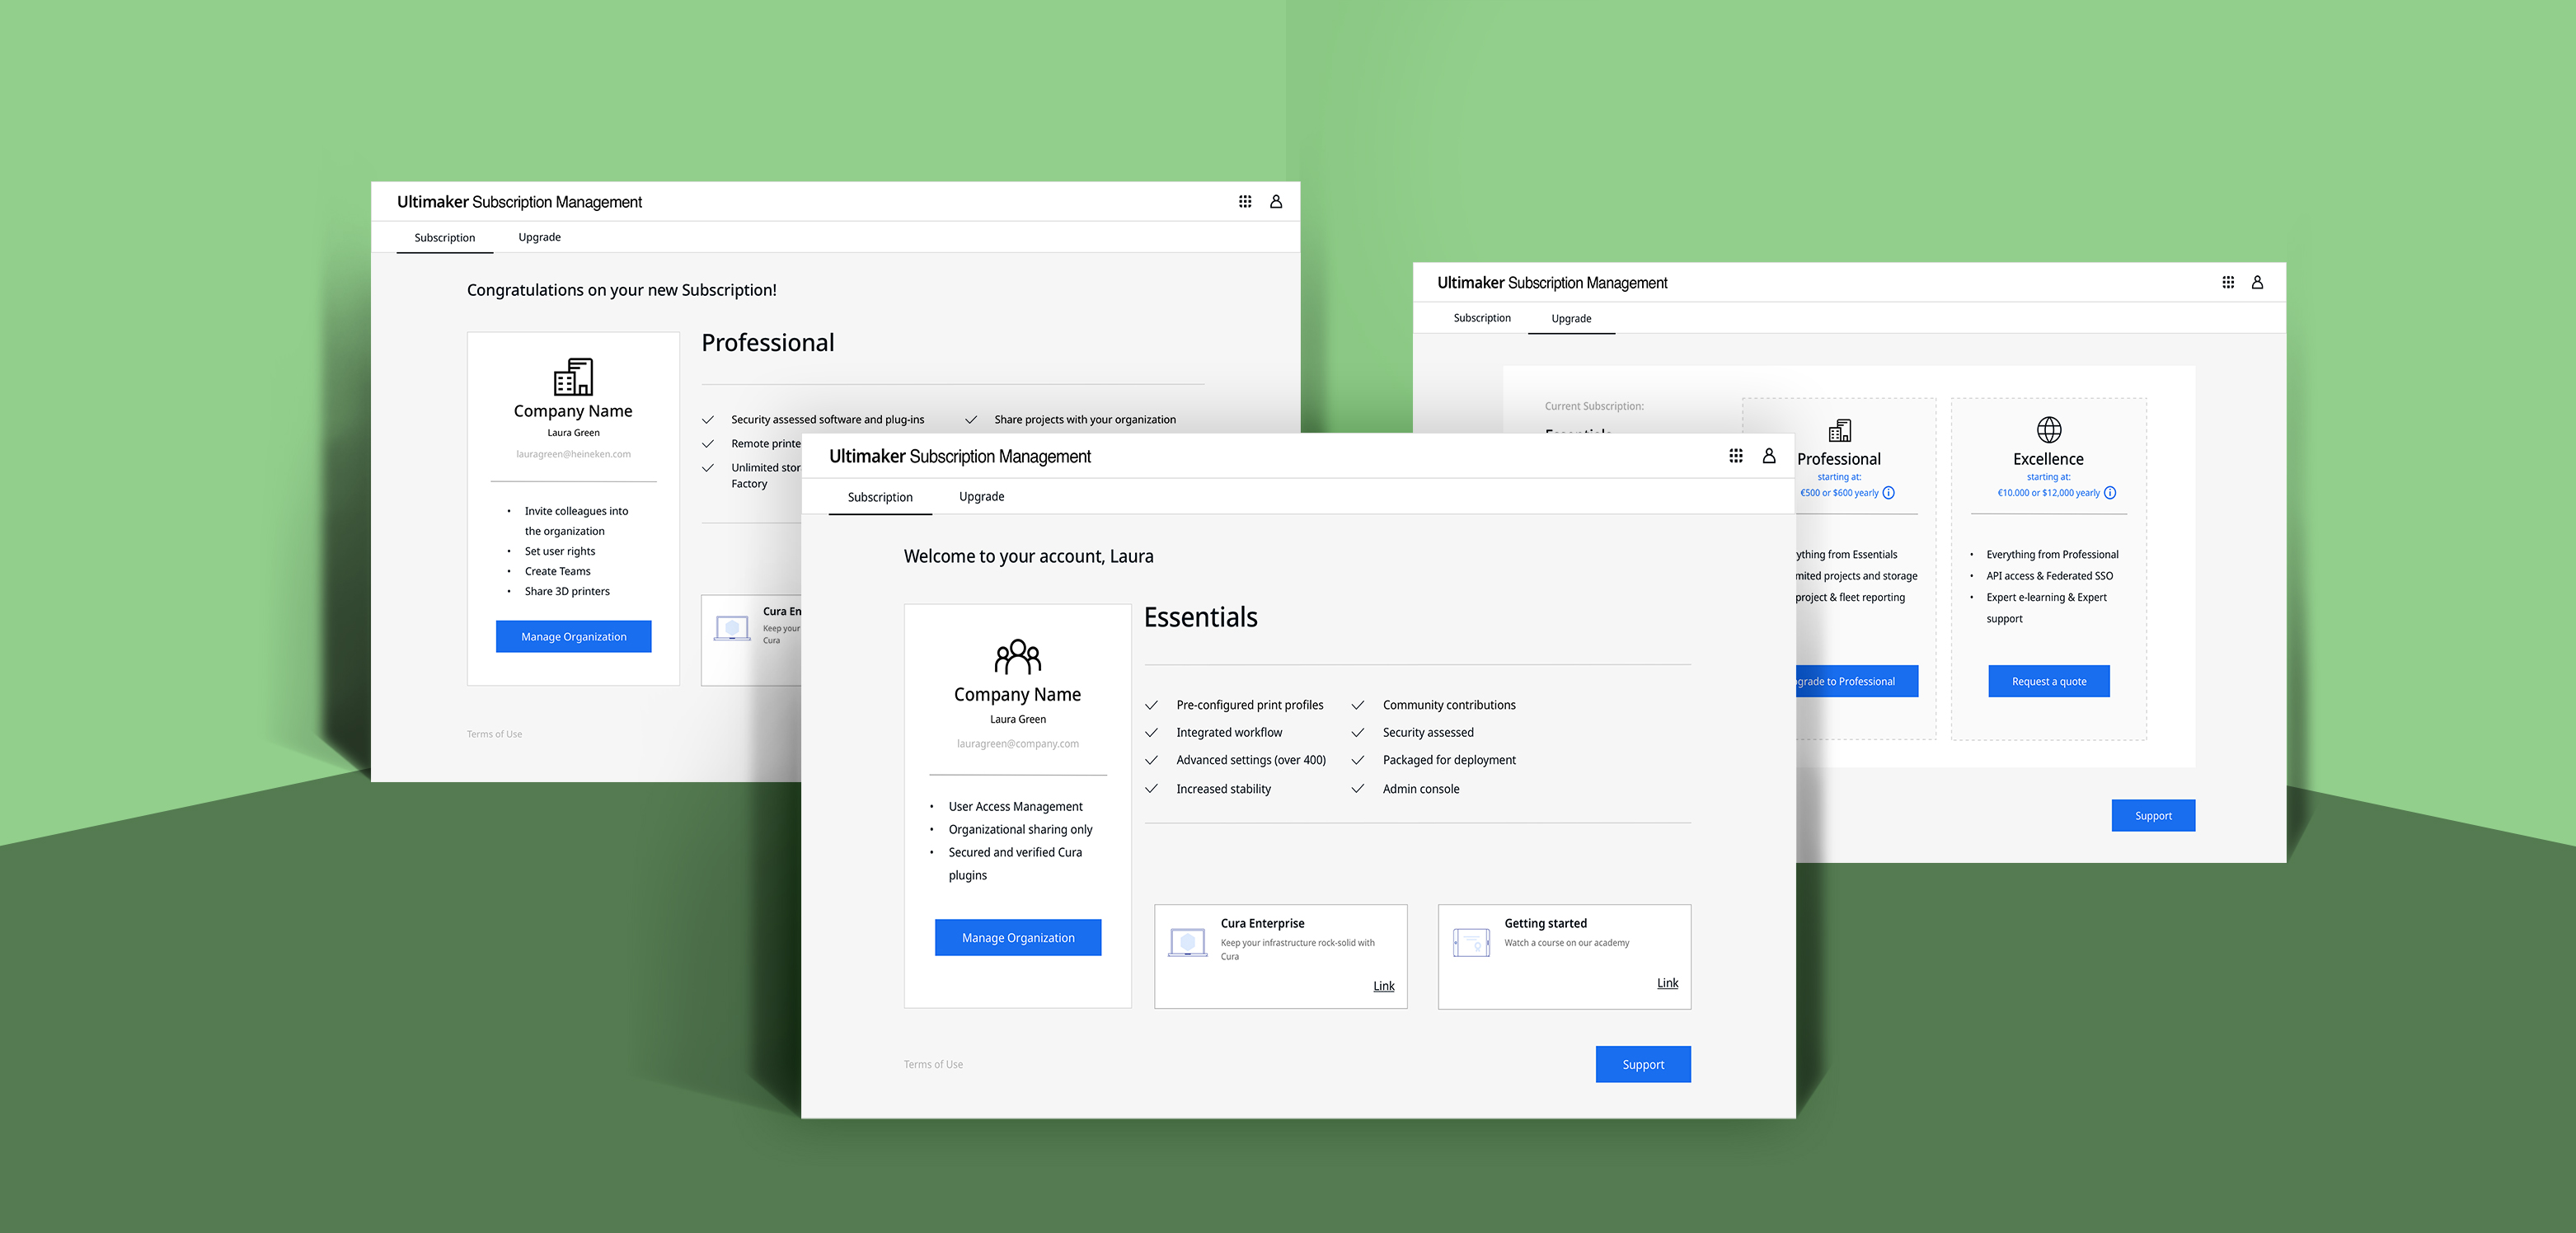 Ultimaker Subscription Management
Subscription Upgrade
Congratulations on your new Subscription!
Company Name
Laura Green
lauragreen@heineken.com
Invite colleagues into
the organization
Set user rights
Create Teams
Share 3D printers
Manage Organization
Professional
Security assessed software and plug-ins
Share projects with your organization
Remote
Unlimited
Factory
Cura
Keep your
Cura
Terms of Use
Ultimaker Subscription Management
Subscription Upgrade
Current Subscription:
Professional
starting at:
€500 or $600 yearly
from Essentials
projects and storage
project & fleet reporting
to Professional
Excellence
starting at:
€10.000 or $12,000 yearly
Everything from Professional
API access & Federated SSO
Expert e-learning & Expert
support
Request a quote
Support
Ultimaker Subscription Management
Subscription Upgrade
Welcome to your account, Laura
Company Name
Laura Green
lauragreen@company.com
User Access Management
Organizational sharing only
Secured and verified Cura
plugins
Manage Organization
Essentials
Pre-configured print profiles
Community contributions
Integrated workflow
Security assessed
Advanced settings (over 400)
Packaged for deployment
Increased stability
Admin console
Cura Enterprise
Keep your infrastructure rock-solid with
Cura
Link
Getting started
Watch a course on our academy
Link
Terms of Use
Support